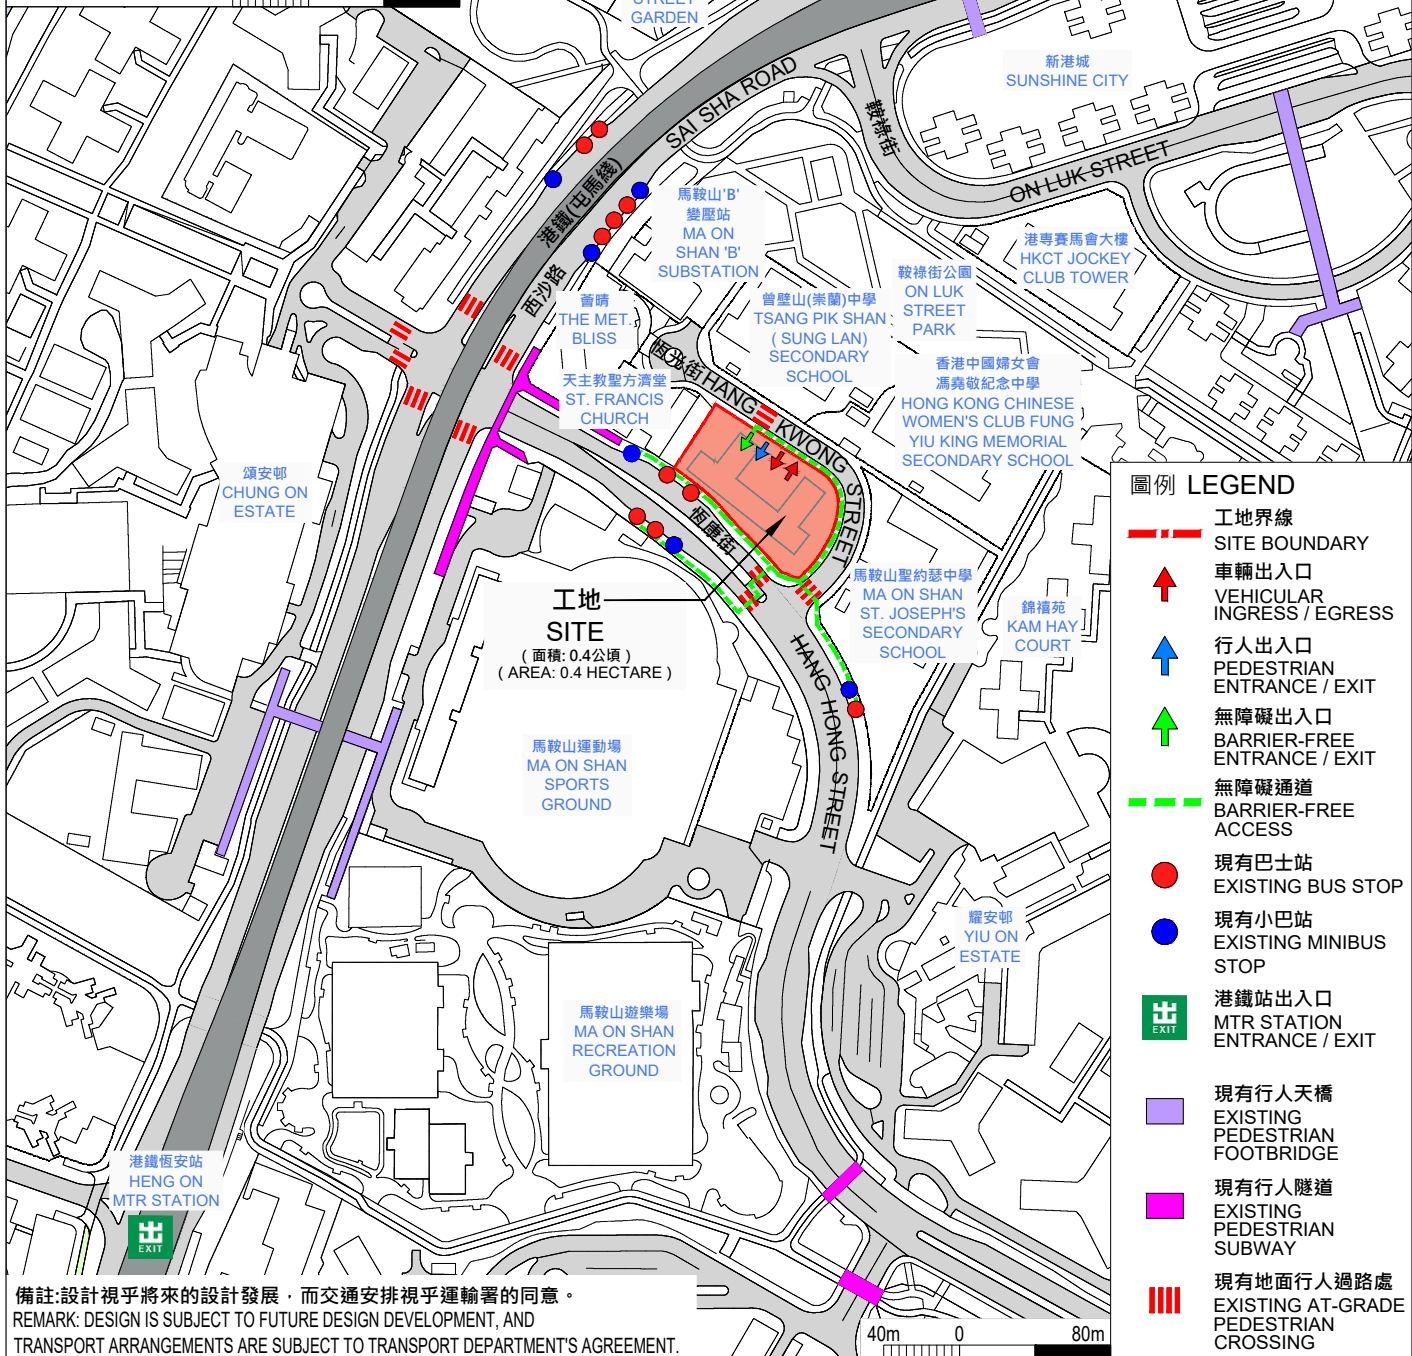 STREET
GARDEN
新港城
SUNSHINE CITY
SAI SHA ROAD
鞍祿街
ON LUK STREET
港鐵(屯馬綫)
西沙路
馬鞍山'B'
變壓站
MA ON
SHAN 'B'
SUBSTATION
港專賽馬會大樓
HKCT JOCKEY
CLUB TOWER
鞍祿街公園
ON LUK
STREET
PARK
薈晴
THE MET.
BLISS
曾璧山(崇蘭)中學
TSANG PIK SHAN
( SUNG LAN)
SECONDARY
SCHOOL
恆光街 HANG KWONG STREET
天主教聖方濟堂
ST. FRANCIS
CHURCH
香港中國婦女會
馮堯敬紀念中學
HONG KONG CHINESE
WOMEN'S CLUB FUNG
YIU KING MEMORIAL
SECONDARY SCHOOL
頌安邨
CHUNG ON
ESTATE
恆康街
HANG HONG STREET
工地
SITE
( 面積: 0.4公頃 )
( AREA: 0.4 HECTARE )
馬鞍山聖約瑟中學
MA ON SHAN
ST. JOSEPH'S
SECONDARY
SCHOOL
錦禧苑
KAM HAY
COURT
馬鞍山運動場
MA ON SHAN
SPORTS
GROUND
耀安邨
YIU ON
ESTATE
馬鞍山遊樂場
MA ON SHAN
RECREATION
GROUND
港鐵恆安站
HENG ON
MTR STATION
出
EXIT
圖例 LEGEND
工地界線
SITE BOUNDARY
車輛出入口
VEHICULAR
INGRESS / EGRESS
行人出入口
PEDESTRIAN
ENTRANCE / EXIT
無障礙出入口
BARRIER-FREE
ENTRANCE / EXIT
無障礙通道
BARRIER-FREE
ACCESS
現有巴士站
EXISTING BUS STOP
現有小巴站
EXISTING MINIBUS
STOP
出
EXIT
港鐵站出入口
MTR STATION
ENTRANCE / EXIT
現有行人天橋
EXISTING
PEDESTRIAN
FOOTBRIDGE
現有行人隧道
EXISTING
PEDESTRIAN
SUBWAY
現有地面行人過路處
EXISTING AT-GRADE
PEDESTRIAN
CROSSING
備註:設計視乎將來的設計發展，而交通安排視乎運輸署的同意。
REMARK: DESIGN IS SUBJECT TO FUTURE DESIGN DEVELOPMENT, AND
TRANSPORT ARRANGEMENTS ARE SUBJECT TO TRANSPORT DEPARTMENT'S AGREEMENT.
40m 0 80m